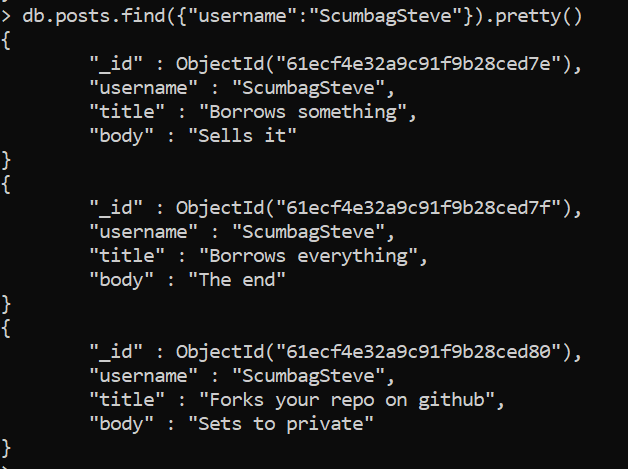 > db.posts.find({"username":"ScumbagSteve"}).pretty()
{
        "_id" : ObjectId("61ecf4e32a9c91f9b28ced7e"),
        "username" : "ScumbagSteve",
        "title" : "Borrows something",
        "body" : "Sells it"
}
{
        "_id" : ObjectId("61ecf4e32a9c91f9b28ced7f"),
        "username" : "ScumbagSteve",
        "title" : "Borrows everything",
        "body" : "The end"
}
{
        "_id" : ObjectId("61ecf4e32a9c91f9b28ced80"),
        "username" : "ScumbagSteve",
        "title" : "Forks your repo on github",
        "body" : "Sets to private"
}